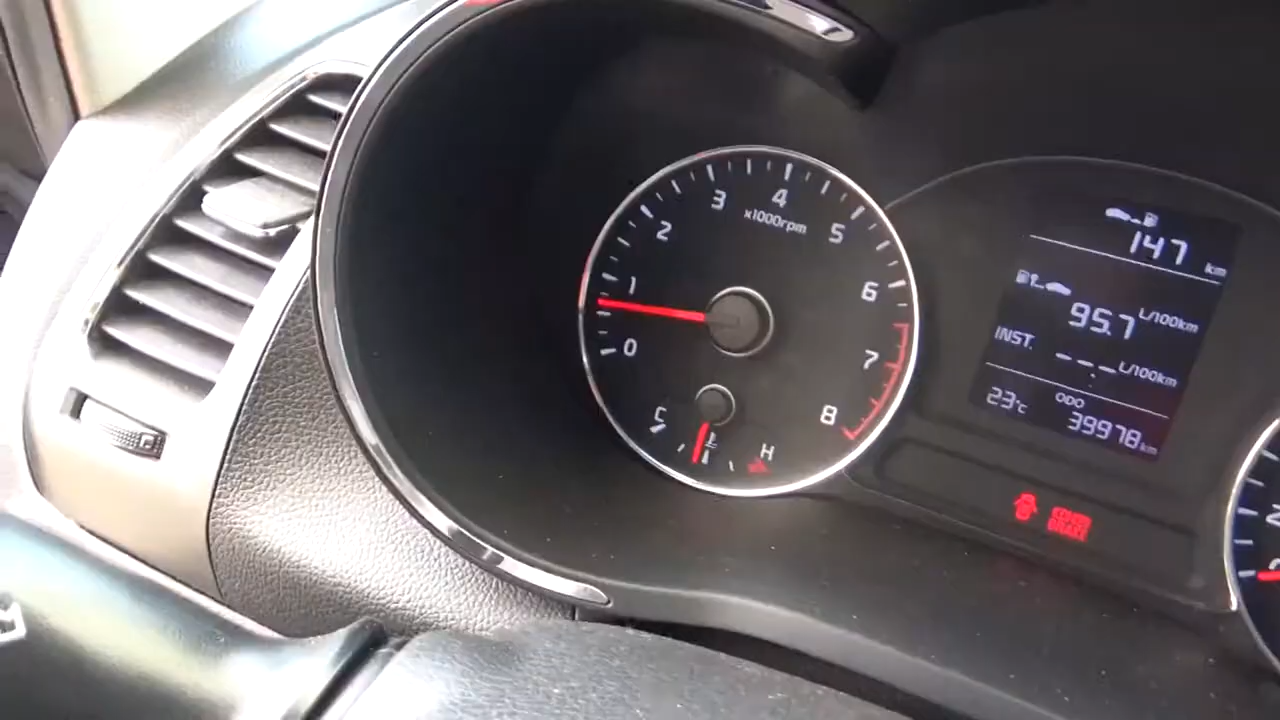 0
1
2
3
4
5
6
7
8
x1000rpm
C
H
147 km
95.7 L/100km
INST. --.- L/100km
ODO
23°C 39978 km
BRAKE